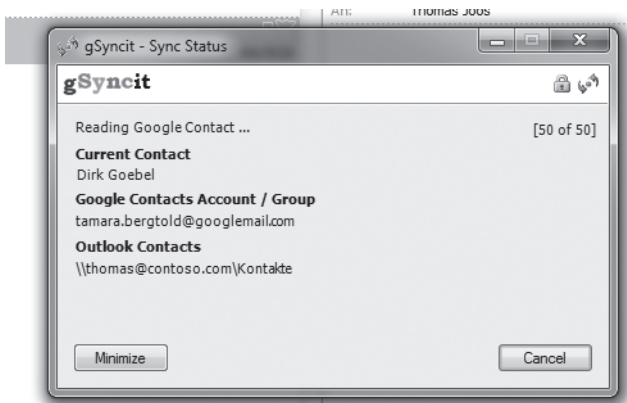 An: Thomas Joos
gSyncit - Sync Status
gSyncit
Reading Google Contact ... [50 of 50]
Current Contact
Dirk Goebel
Google Contacts Account / Group
tamara.bergtold@googlemail.com
Outlook Contacts
\\thomas@contoso.com\Kontakte
Minimize Cancel